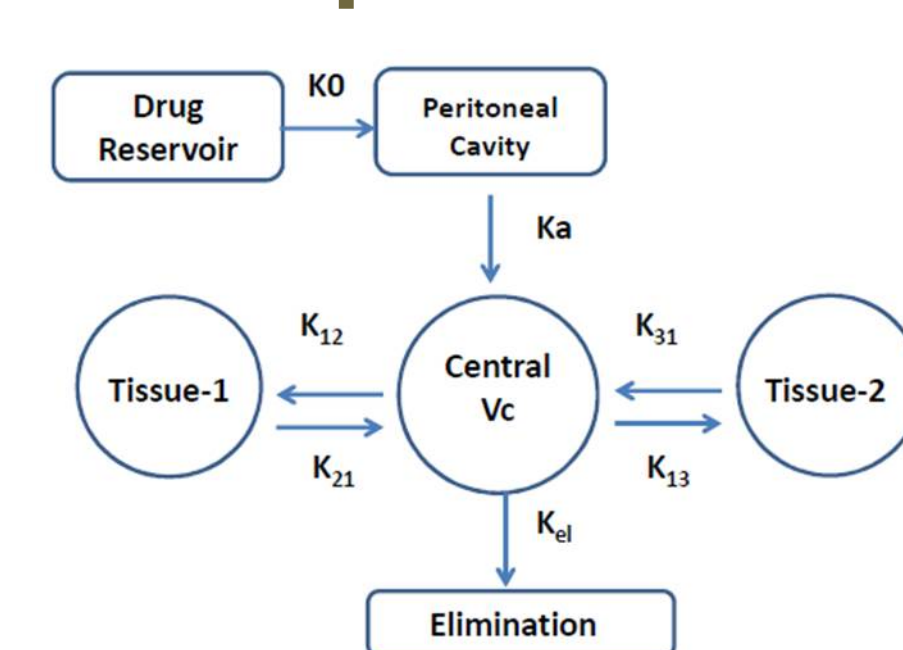 Drug
Reservoir
K0
Peritoneal
Cavity
Ka
K12
K31
Tissue-1
Central
Vc
Tissue-2
K21
K13
Kel
Elimination